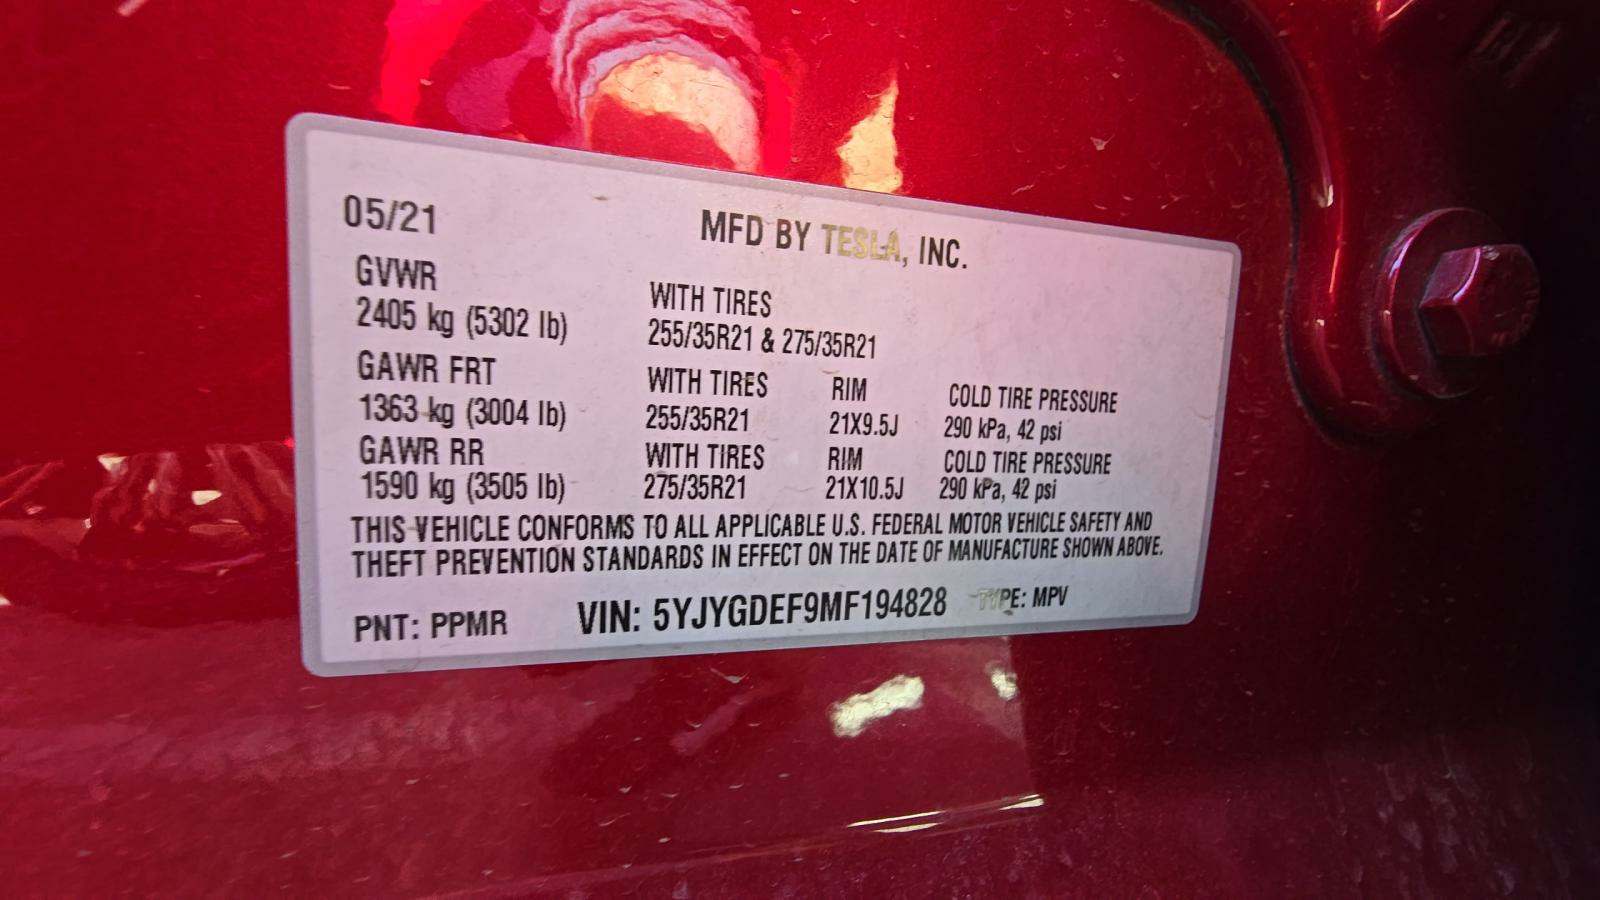 05/21 MFD BY TESLA, INC.
GVWR
2405 kg (5302 lb)
WITH TIRES
255/35R21 & 275/35R21
GAWR FRT WITH TIRES RIM COLD TIRE PRESSURE
1363 kg (3004 lb) 255/35R21 21X9.5J 290 kPa, 42 psi
GAWR RR WITH TIRES RIM COLD TIRE PRESSURE
1590 kg (3505 lb) 275/35R21 21X10.5J 290 kPa, 42 psi
THIS VEHICLE CONFORMS TO ALL APPLICABLE U.S. FEDERAL MOTOR VEHICLE SAFETY AND
THEFT PREVENTION STANDARDS IN EFFECT ON THE DATE OF MANUFACTURE SHOWN ABOVE.
PNT: PPMR VIN: 5YJYGDEF9MF194828 TYPE: MPV